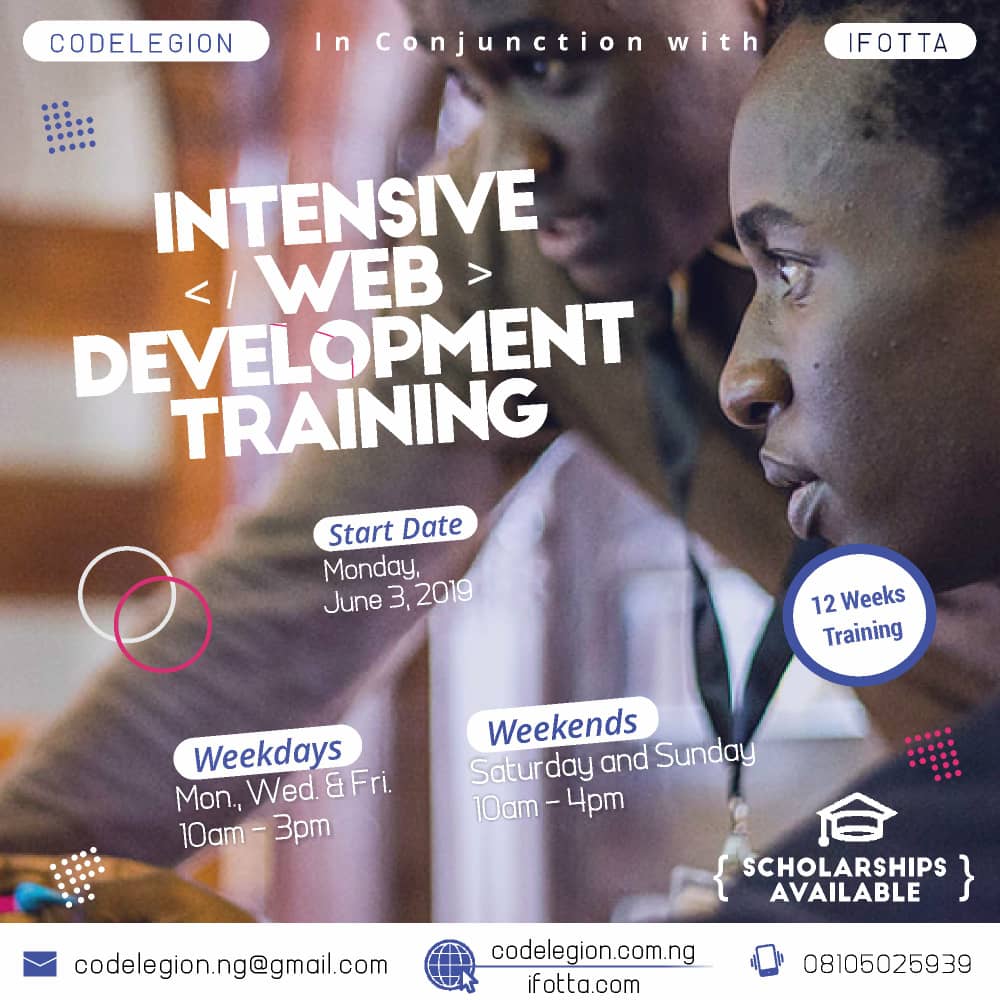 CODELEGION In Conjunction with IFOTTA
INTENSIVE
</ WEB >
DEVELOPMENT
TRAINING
Start Date
Monday,
June 3, 2019
12 Weeks
Training
Weekdays
Mon., Wed. & Fri.
10am - 3pm
Weekends
Saturday and Sunday
10am - 4pm
{ SCHOLARSHIPS }
AVAILABLE
codelegion.ng@gmail.com
codelegion.com.ng
ifotta.com
08105025939